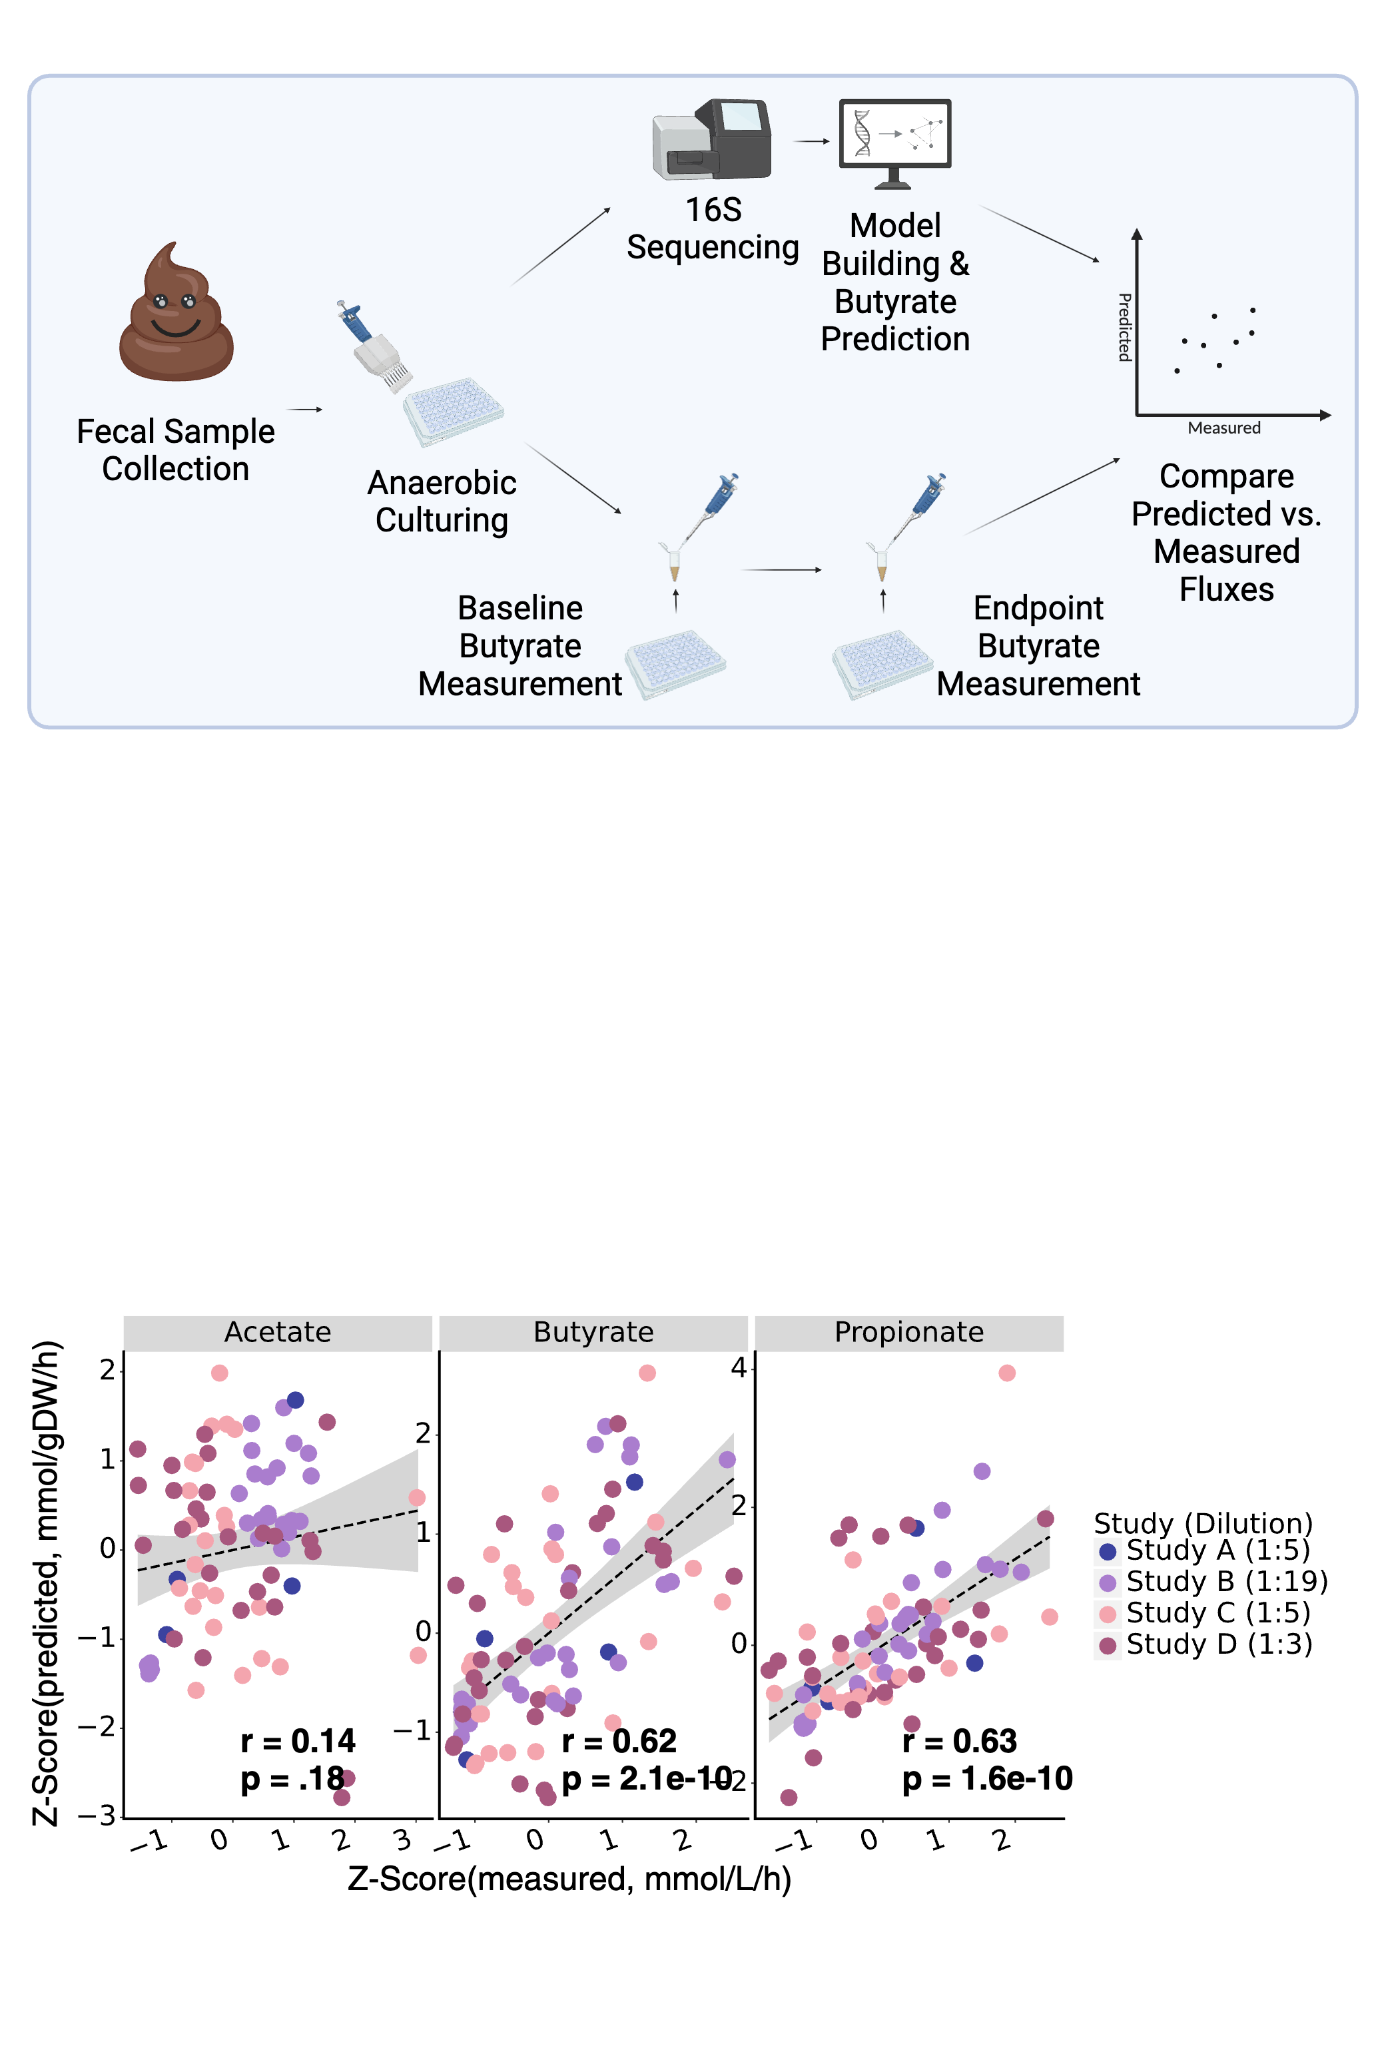 16S
Sequencing
Model
Building &
Butyrate
Prediction
Fecal Sample
Collection
Anaerobic
Culturing
Baseline
Butyrate
Measurement
Endpoint
Butyrate
Measurement
Predicted
Measured
Compare
Predicted vs.
Measured
Fluxes
Acetate
Butyrate
Propionate
Z-Score(predicted, mmol/gDW/h)
2
1
0
−1
−2
−3
−1
0
1
2
3
r = 0.14
p = .18
2
1
0
−1
−1
0
1
2
r = 0.62
p = 2.1e-10
4
2
0
−2
−1
0
1
2
r = 0.63
p = 1.6e-10
Z-Score(measured, mmol/L/h)
Study (Dilution)
Study A (1:5)
Study B (1:19)
Study C (1:5)
Study D (1:3)